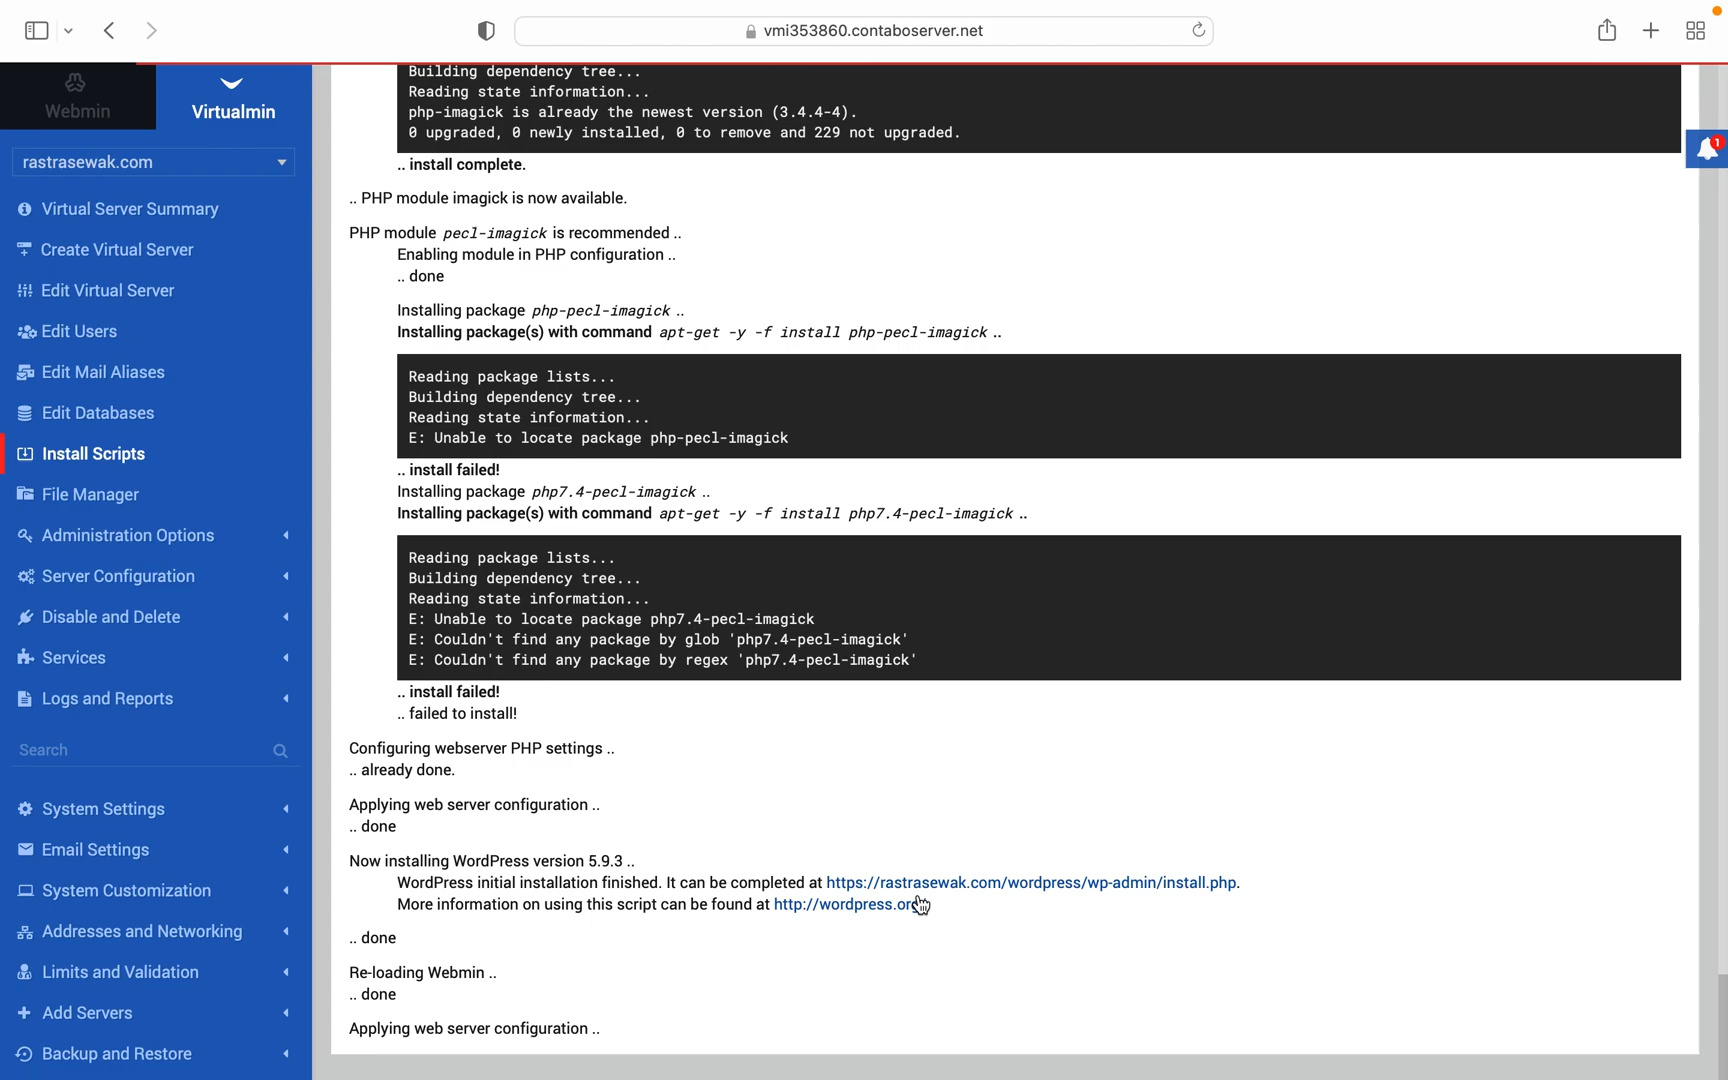 vmi353860.contaboserver.net
Webmin
Virtualmin
rastrasewak.com
Virtual Server Summary
Create Virtual Server
Edit Virtual Server
Edit Users
Edit Mail Aliases
Edit Databases
Install Scripts
File Manager
Administration Options
Server Configuration
Disable and Delete
Services
Logs and Reports
Search
System Settings
Email Settings
System Customization
Addresses and Networking
Limits and Validation
Add Servers
Backup and Restore
1
Building dependency tree...
Reading state information...
php-imagick is already the newest version (3.4.4-4).
0 upgraded, 0 newly installed, 0 to remove and 229 not upgraded.
.. install complete.
.. PHP module imagick is now available.
PHP module pecl-imagick is recommended ..
Enabling module in PHP configuration ..
.. done
Installing package php-pecl-imagick ..
Installing package(s) with command apt-get -y -f install php-pecl-imagick ..
Reading package lists...
Building dependency tree...
Reading state information...
E: Unable to locate package php-pecl-imagick
.. install failed!
Installing package php7.4-pecl-imagick ..
Installing package(s) with command apt-get -y -f install php7.4-pecl-imagick ..
Reading package lists...
Building dependency tree...
Reading state information...
E: Unable to locate package php7.4-pecl-imagick
E: Couldn't find any package by glob 'php7.4-pecl-imagick'
E: Couldn't find any package by regex 'php7.4-pecl-imagick'
.. install failed!
.. failed to install!
Configuring webserver PHP settings ..
.. already done.
Applying web server configuration ..
.. done
Now installing WordPress version 5.9.3 ..
WordPress initial installation finished. It can be completed at https://rastrasewak.com/wordpress/wp-admin/install.php.
More information on using this script can be found at http://wordpress.org
.. done
Re-loading Webmin ..
.. done
Applying web server configuration ..